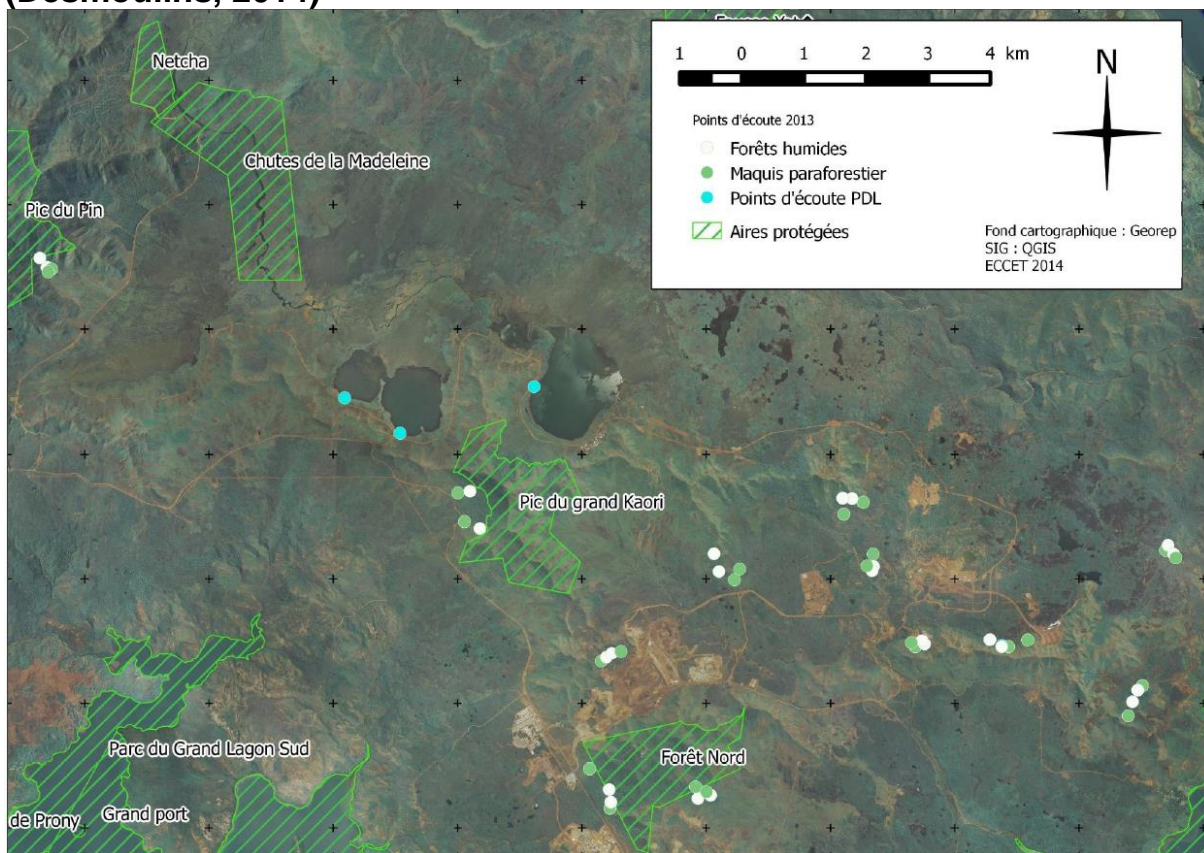 (Desmoulins, 2014)
Netcha
Chutes de la Madeleine
Pic du Pin
1 0 1 2 3 4 km
N
Points d'écoute 2013
Forêts humides
Maquis paraforestier
Points d'écoute PDL
Aires protégées
Fond cartographique : Georep
SIG : QGIS
ECCET 2014
Pic du grand Kaori
Parc du Grand Lagon Sud
Forêt Nord
Grand port
de Prony